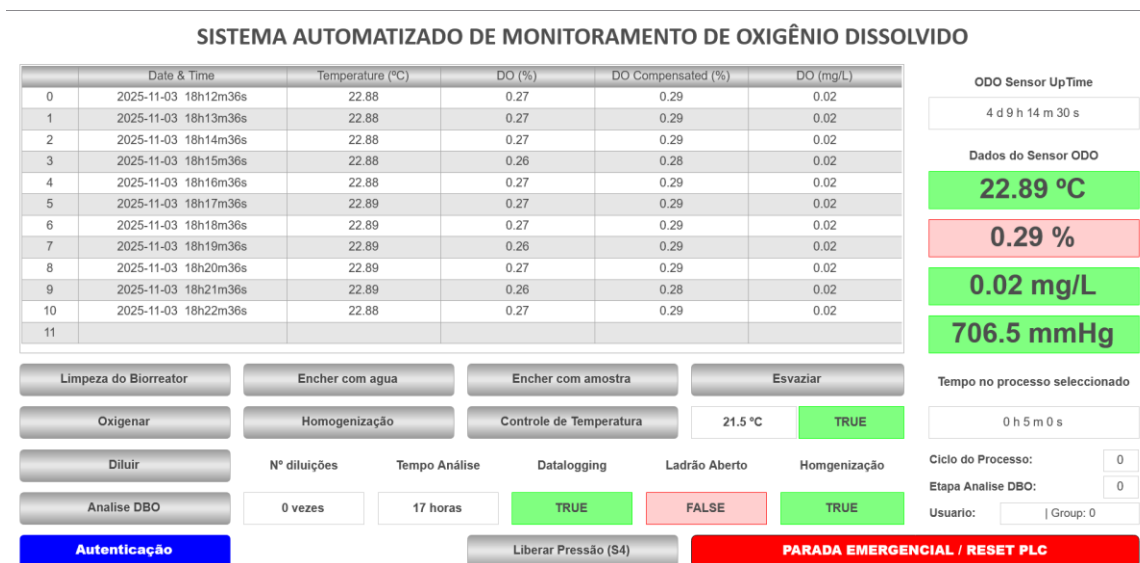 SISTEMA AUTOMATIZADO DE MONITORAMENTO DE OXIGÊNIO DISSOLVIDO
Date & Time Temperature (ºC) DO (%) DO Compensated (%) DO (mg/L)
0 2025-11-03 18h12m36s 22.88 0.27 0.29 0.02
1 2025-11-03 18h13m36s 22.88 0.27 0.29 0.02
2 2025-11-03 18h14m36s 22.88 0.27 0.29 0.02
3 2025-11-03 18h15m36s 22.88 0.26 0.28 0.02
4 2025-11-03 18h16m36s 22.88 0.27 0.29 0.02
5 2025-11-03 18h17m36s 22.88 0.27 0.29 0.02
6 2025-11-03 18h18m36s 22.89 0.27 0.29 0.02
7 2025-11-03 18h19m36s 22.89 0.26 0.29 0.02
8 2025-11-03 18h20m36s 22.89 0.27 0.29 0.02
9 2025-11-03 18h21m36s 22.89 0.26 0.28 0.02
10 2025-11-03 18h22m36s 22.88 0.27 0.29 0.02
11
ODO Sensor UpTime
4 d 9 h 14 m 30 s
Dados do Sensor ODO
22.89 ºC
0.29 %
0.02 mg/L
706.5 mmHg
Limpeza do Biorreator Encher com agua Encher com amostra Esvaziar
Oxigenar Homogenização Controle de Temperatura 21.5 ºC TRUE
Diluir Nº diluições Tempo Análise Datalogging Ladrão Aberto Homgenização
Analise DBO 0 vezes 17 horas TRUE FALSE TRUE
Autenticação Liberar Pressão (S4) PARADA EMERGENCIAL / RESET PLC
Tempo no processo seleccionado
0 h 5 m 0 s
Ciclo do Processo: 0
Etapa Analise DBO: 0
Usuario: | Group: 0